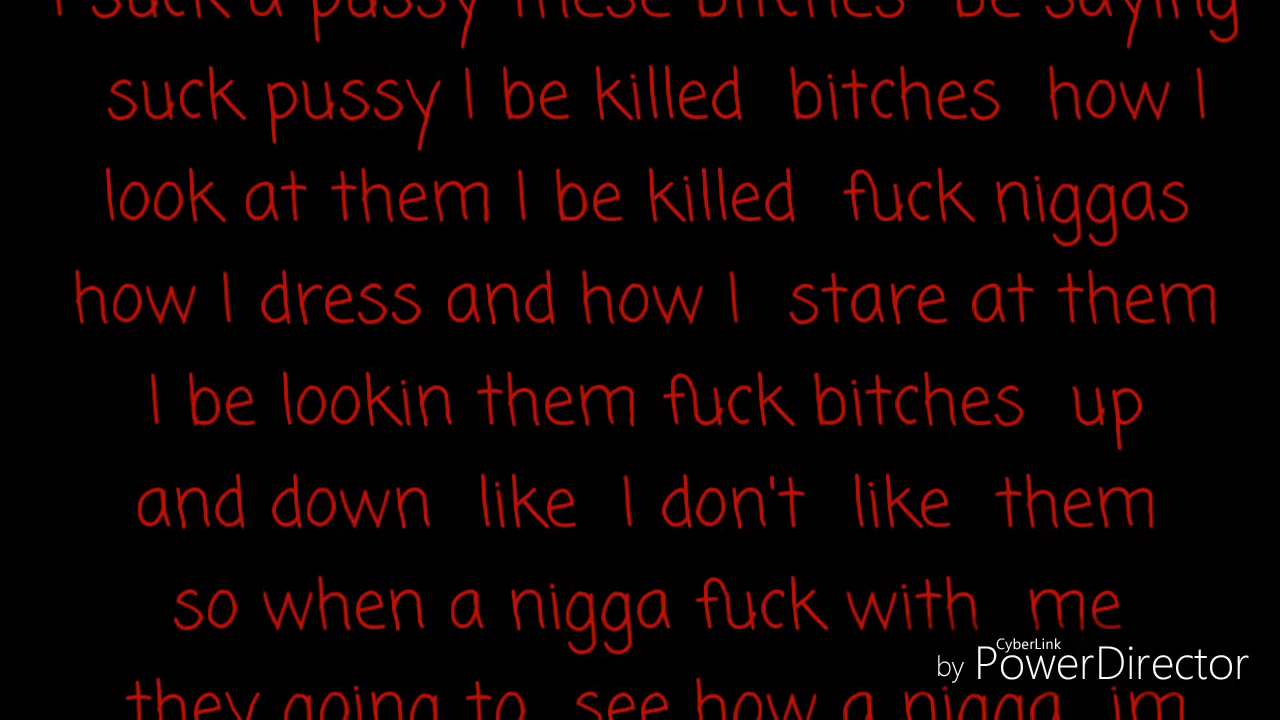 I suck a pussy these bitches be saying
suck pussy I be killed bitches how I
look at them I be killed fuck niggas
how I dress and how I stare at them
I be lookin them fuck bitches up
and down like I don't like them
so when a nigga fuck with me
they going to see how a nigga im
CyberLink
by PowerDirector